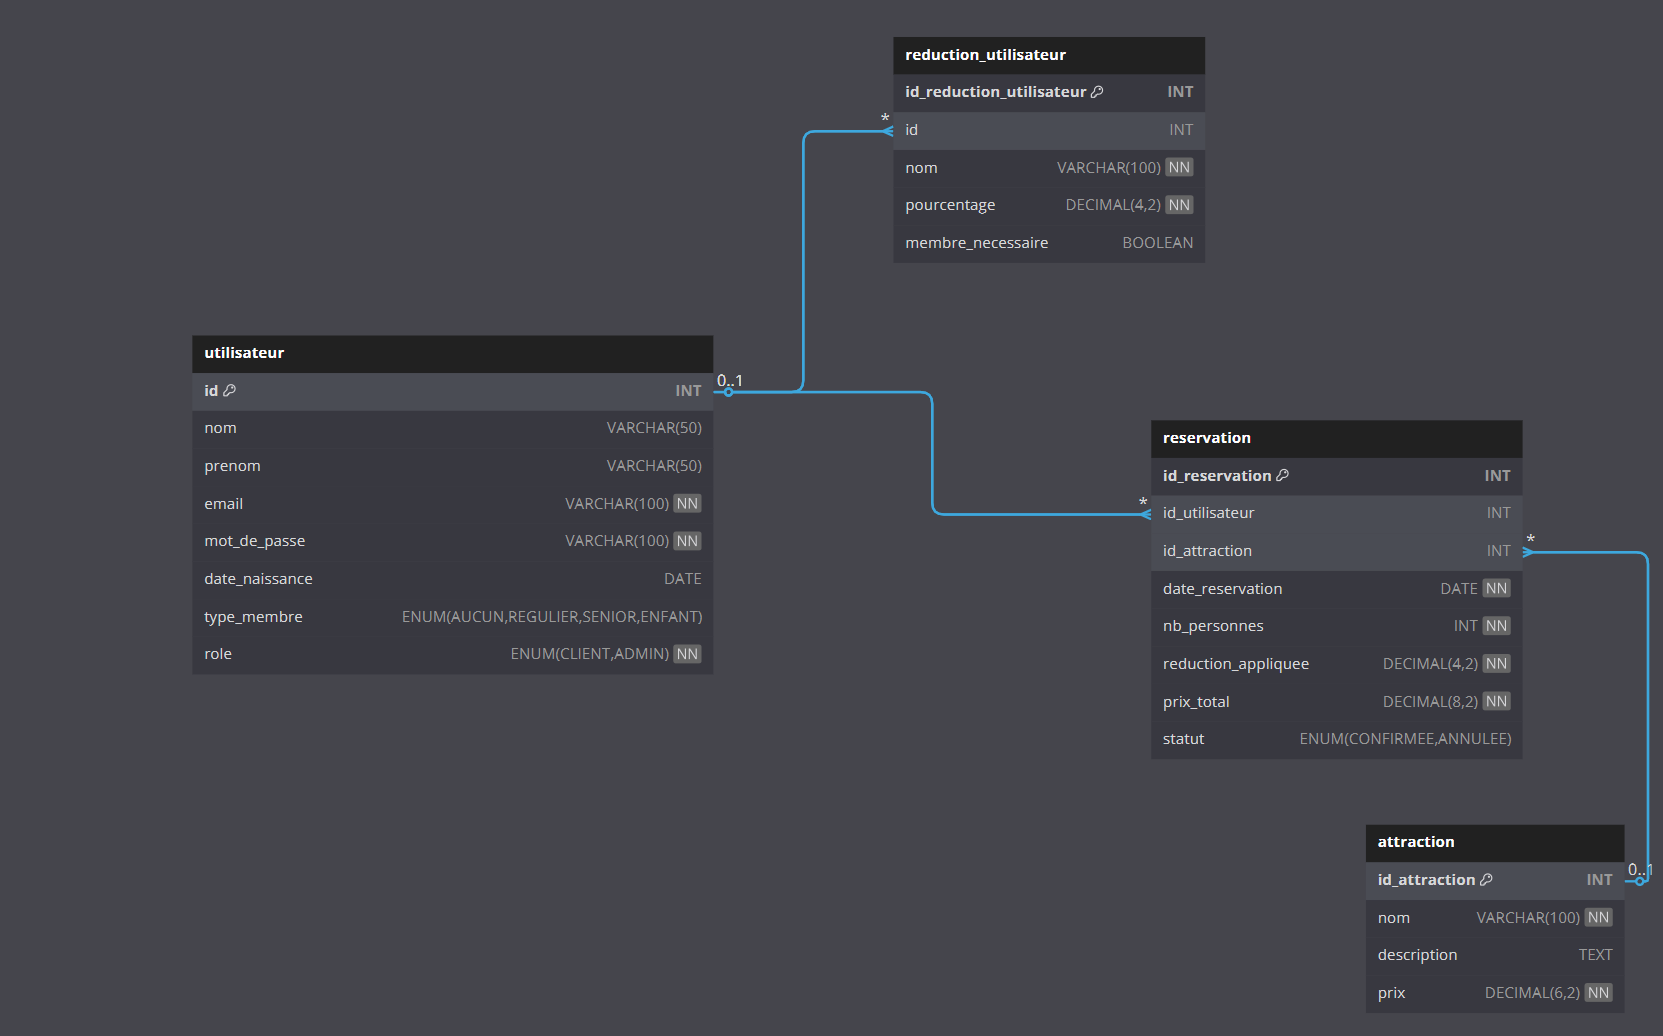 reduction_utilisateur
id_reduction_utilisateur INT
* id INT
nom VARCHAR(100) NN
pourcentage DECIMAL(4,2) NN
membre_necessaire BOOLEAN
utilisateur
id INT 0..1
nom VARCHAR(50)
prenom VARCHAR(50)
email VARCHAR(100) NN
mot_de_passe VARCHAR(100) NN
date_naissance DATE
type_membre ENUM(AUCUN,REGULIER,SENIOR,ENFANT)
role ENUM(CLIENT,ADMIN) NN
reservation
id_reservation INT
* id_utilisateur INT
id_attraction INT *
date_reservation DATE NN
nb_personnes INT NN
reduction_appliquee DECIMAL(4,2) NN
prix_total DECIMAL(8,2) NN
statut ENUM(CONFIRMEE,ANNULEE)
attraction
id_attraction INT 0..1
nom VARCHAR(100) NN
description TEXT
prix DECIMAL(6,2) NN